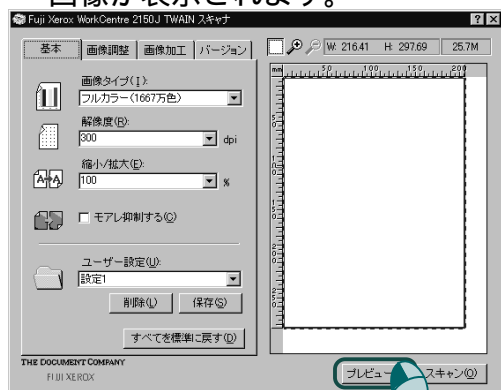 画像が表示されます。
Fuji Xerox WorkCentre 2150J TWAIN スキャナ
基本 画像調整 画像加工 バージョン
W: 216.41 H: 297.69 25.7M
画像タイプ(I):
フルカラー(1667万色)
解像度(R):
300 dpi
縮小/拡大(E):
100 %
モアレ抑制する(Q)
ユーザー設定(U):
設定1
削除(L) 保存(S)
すべてを標準に戻す(D)
mm 50 100 150 200
50
100
150
200
250
THE DOCUMENT COMPANY
FUJI XEROX
プレビュー スキャン(O)